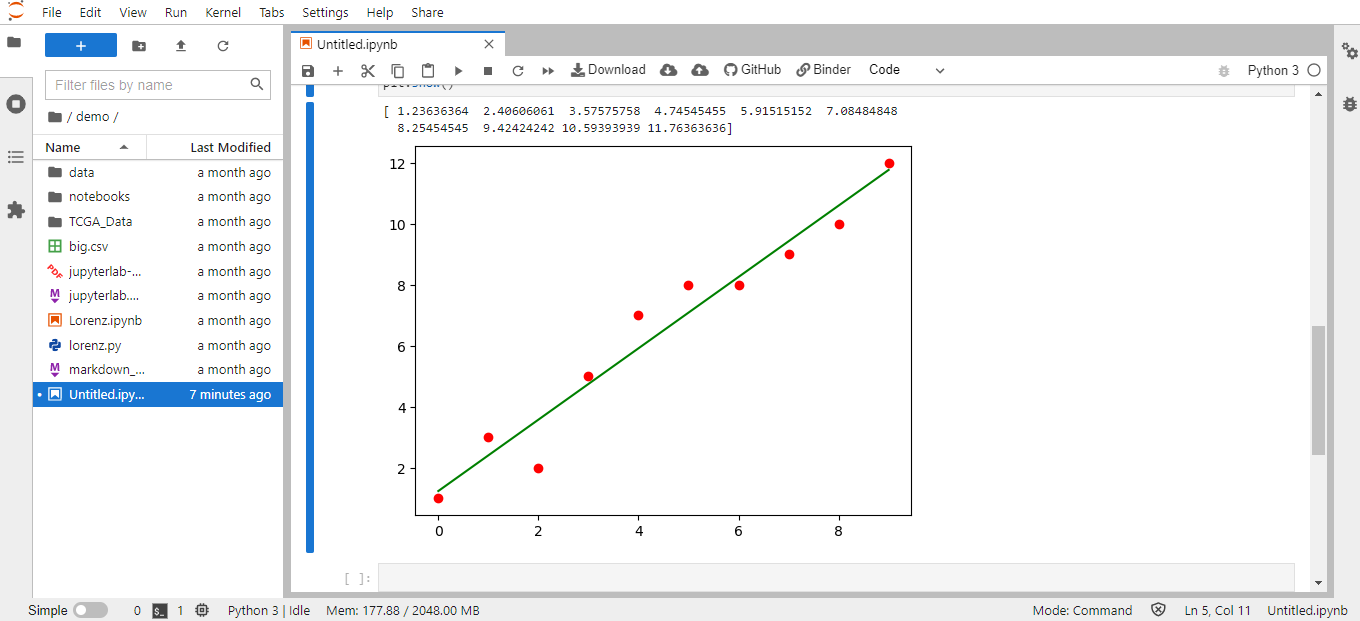 File Edit View Run Kernel Tabs Settings Help Share
Filter files by name
/ demo /
Name Last Modified
data a month ago
notebooks a month ago
TCGA_Data a month ago
big.csv a month ago
jupyterlab-... a month ago
jupyterlab.... a month ago
Lorenz.ipynb a month ago
lorenz.py a month ago
markdown_... a month ago
Untitled.ipy... 7 minutes ago
Untitled.ipynb
Download GitHub Binder Code Python 3
plt.show()
[ 1.23636364 2.40606061 3.57575758 4.74545455 5.91515152 7.08484848
8.25454545 9.42424242 10.59393939 11.76363636]
12
10
8
6
4
2
0 2 4 6 8
[ ]:
Simple 0 $_ 1 Python 3 | Idle Mem: 177.88 / 2048.00 MB Mode: Command Ln 5, Col 11 Untitled.ipynb